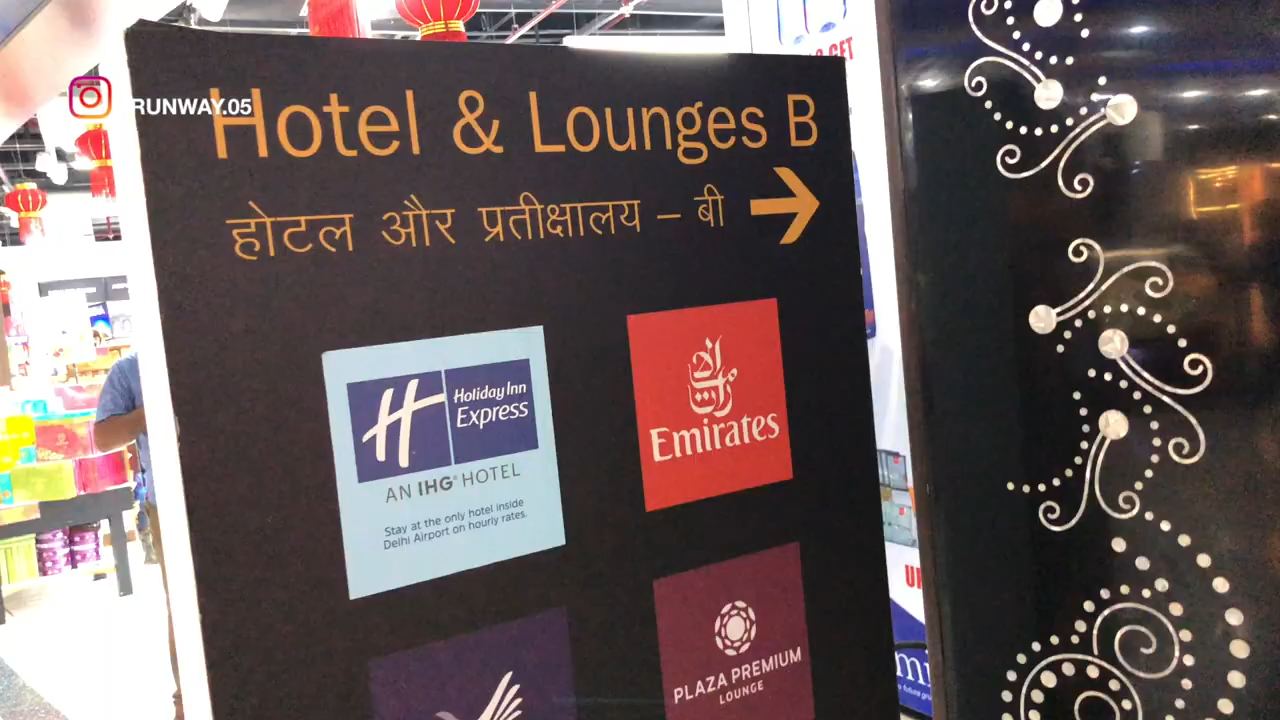 RUNWAY.05
Hotel & Lounges B
होटल और प्रतीक्षालय – बी
Holiday Inn
Express
AN IHG® HOTEL
Stay at the only hotel inside
Delhi Airport on hourly rates.
Emirates
PLAZA PREMIUM
LOUNGE